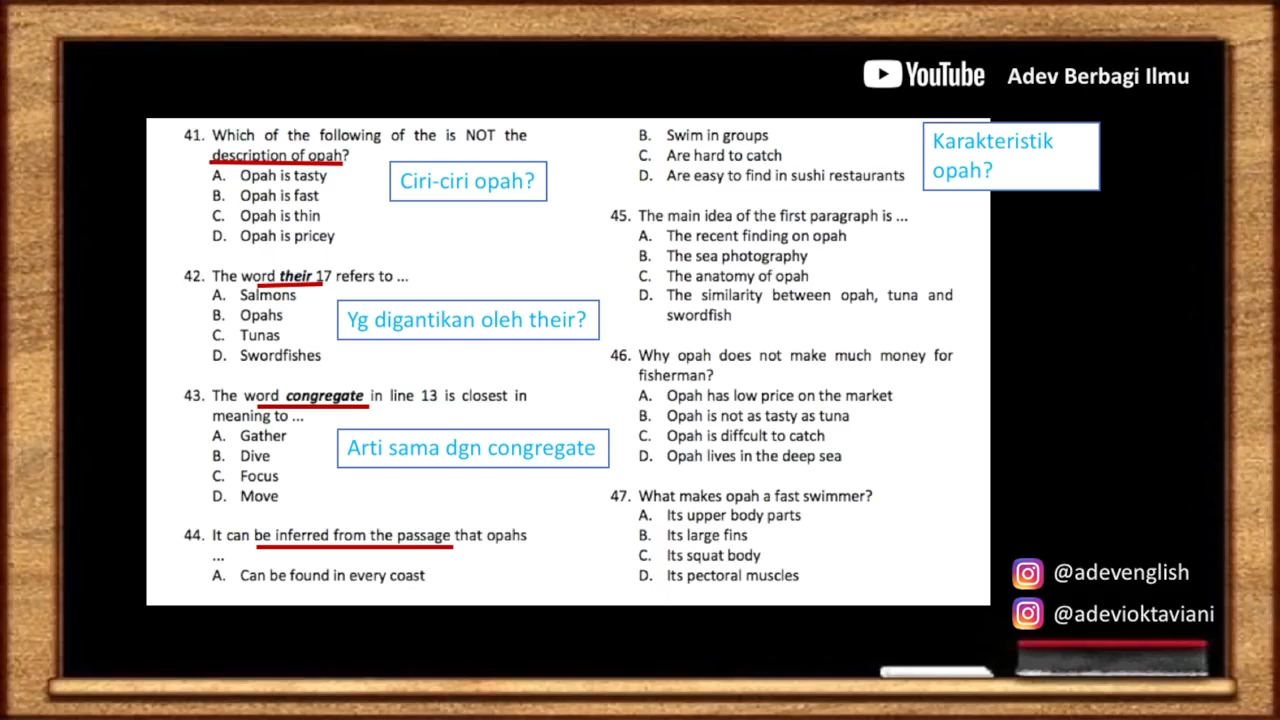 YouTube Adev Berbagi Ilmu
41. Which of the following of the is NOT the
description of opah?
A. Opah is tasty
B. Opah is fast
C. Opah is thin
D. Opah is pricey
Ciri-ciri opah?
42. The word their 17 refers to ...
A. Salmons
B. Opahs
C. Tunas
D. Swordfishes
Yg digantikan oleh their?
43. The word congregate in line 13 is closest in
meaning to ...
A. Gather
B. Dive
C. Focus
D. Move
Arti sama dgn congregate
44. It can be inferred from the passage that opahs
...
A. Can be found in every coast
B. Swim in groups
C. Are hard to catch
D. Are easy to find in sushi restaurants
Karakteristik
opah?
45. The main idea of the first paragraph is ...
A. The recent finding on opah
B. The sea photography
C. The anatomy of opah
D. The similarity between opah, tuna and
swordfish
46. Why opah does not make much money for
fisherman?
A. Opah has low price on the market
B. Opah is not as tasty as tuna
C. Opah is diffcult to catch
D. Opah lives in the deep sea
47. What makes opah a fast swimmer?
A. Its upper body parts
B. Its large fins
C. Its squat body
D. Its pectoral muscles
@adevenglish
@adevioktaviani